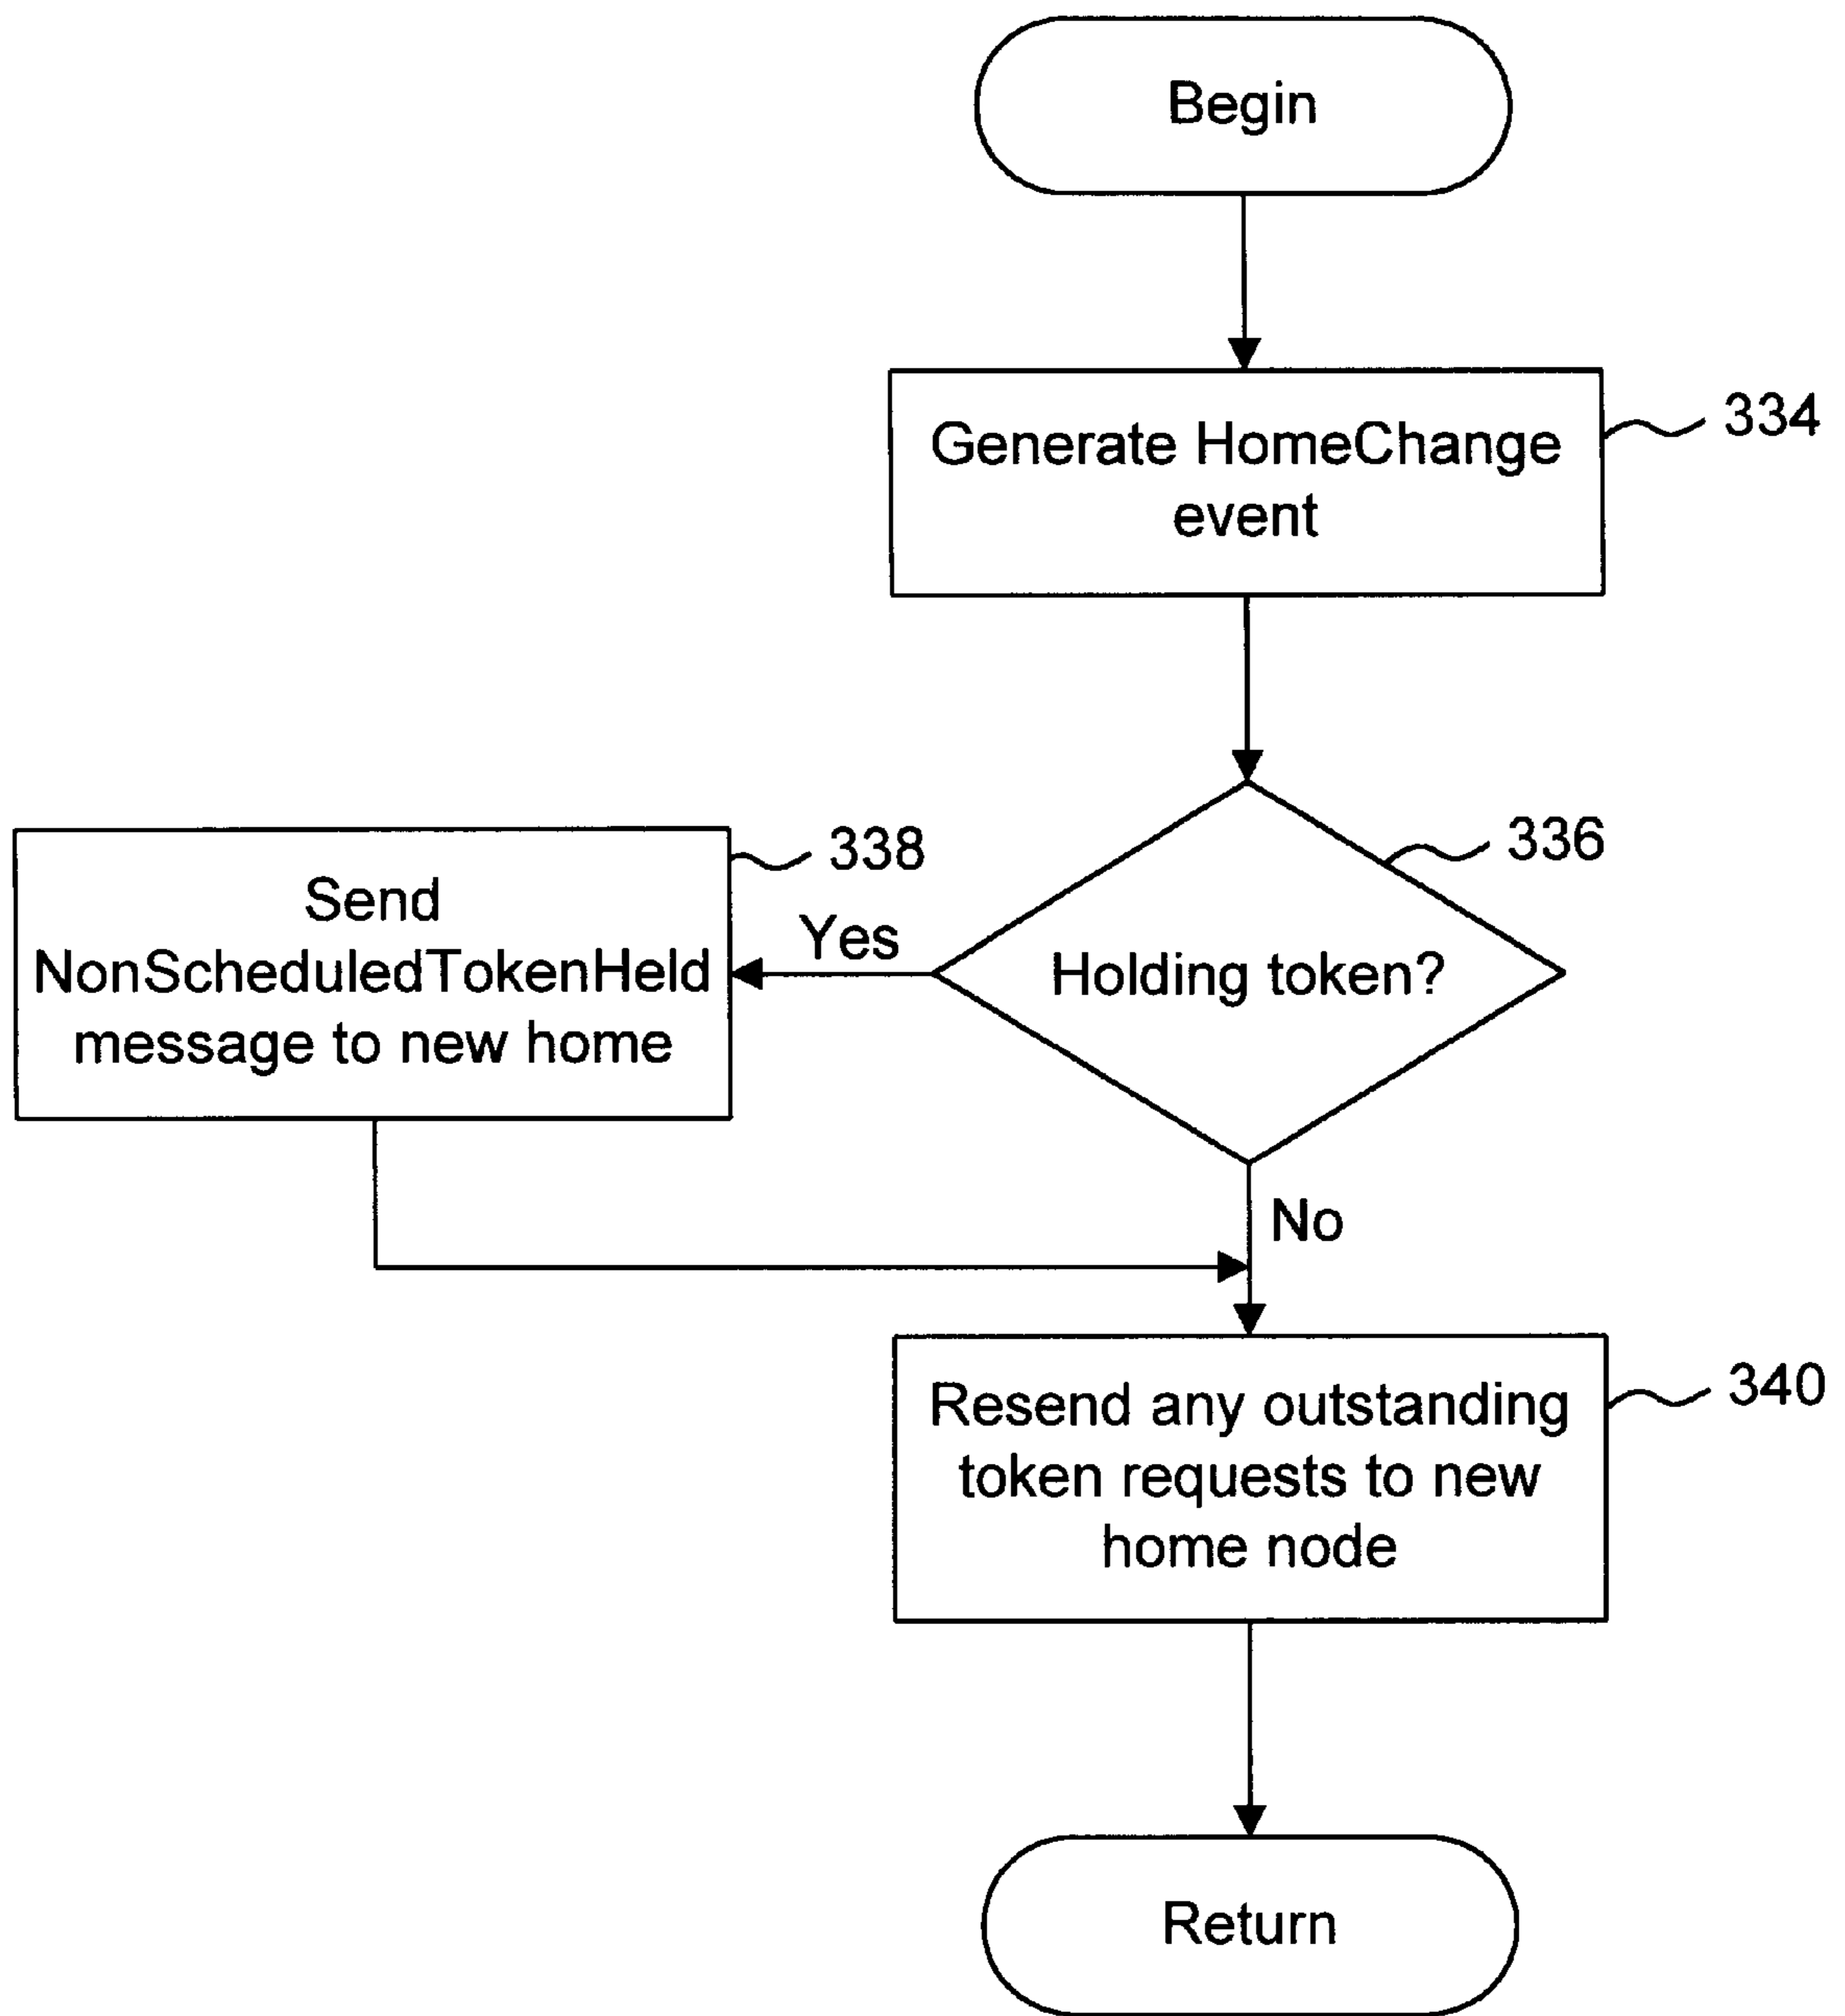 Begin
Generate HomeChange
event
334
Holding token?
336
Yes
Send
NonScheduledTokenHeld
message to new home
338
No
Resend any outstanding
token requests to new
home node
340
Return